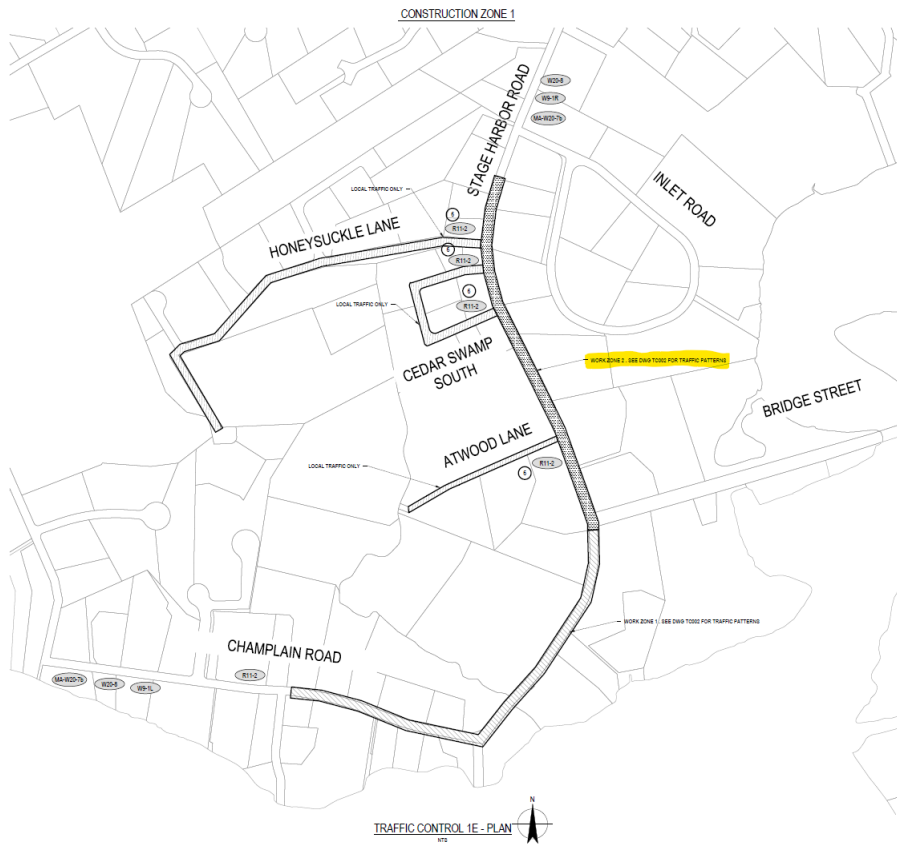 CONSTRUCTION ZONE 1
STAGE HARBOR ROAD
W20-8
W9-1R
MA-W20-7b
LOCAL TRAFFIC ONLY
INLET ROAD
6
R11-2
HONEYSUCKLE LANE
6
R11-2
6
R11-2
LOCAL TRAFFIC ONLY
CEDAR SWAMP
SOUTH
WORK ZONE 2 . SEE DWG TC002 FOR TRAFFIC PATTERNS
BRIDGE STREET
ATWOOD LANE
LOCAL TRAFFIC ONLY
R11-2
6
WORK ZONE 1 . SEE DWG TC002 FOR TRAFFIC PATTERNS
CHAMPLAIN ROAD
R11-2
MA-W20-7b
W20-8
W9-1L
N
TRAFFIC CONTROL 1E - PLAN
NTS